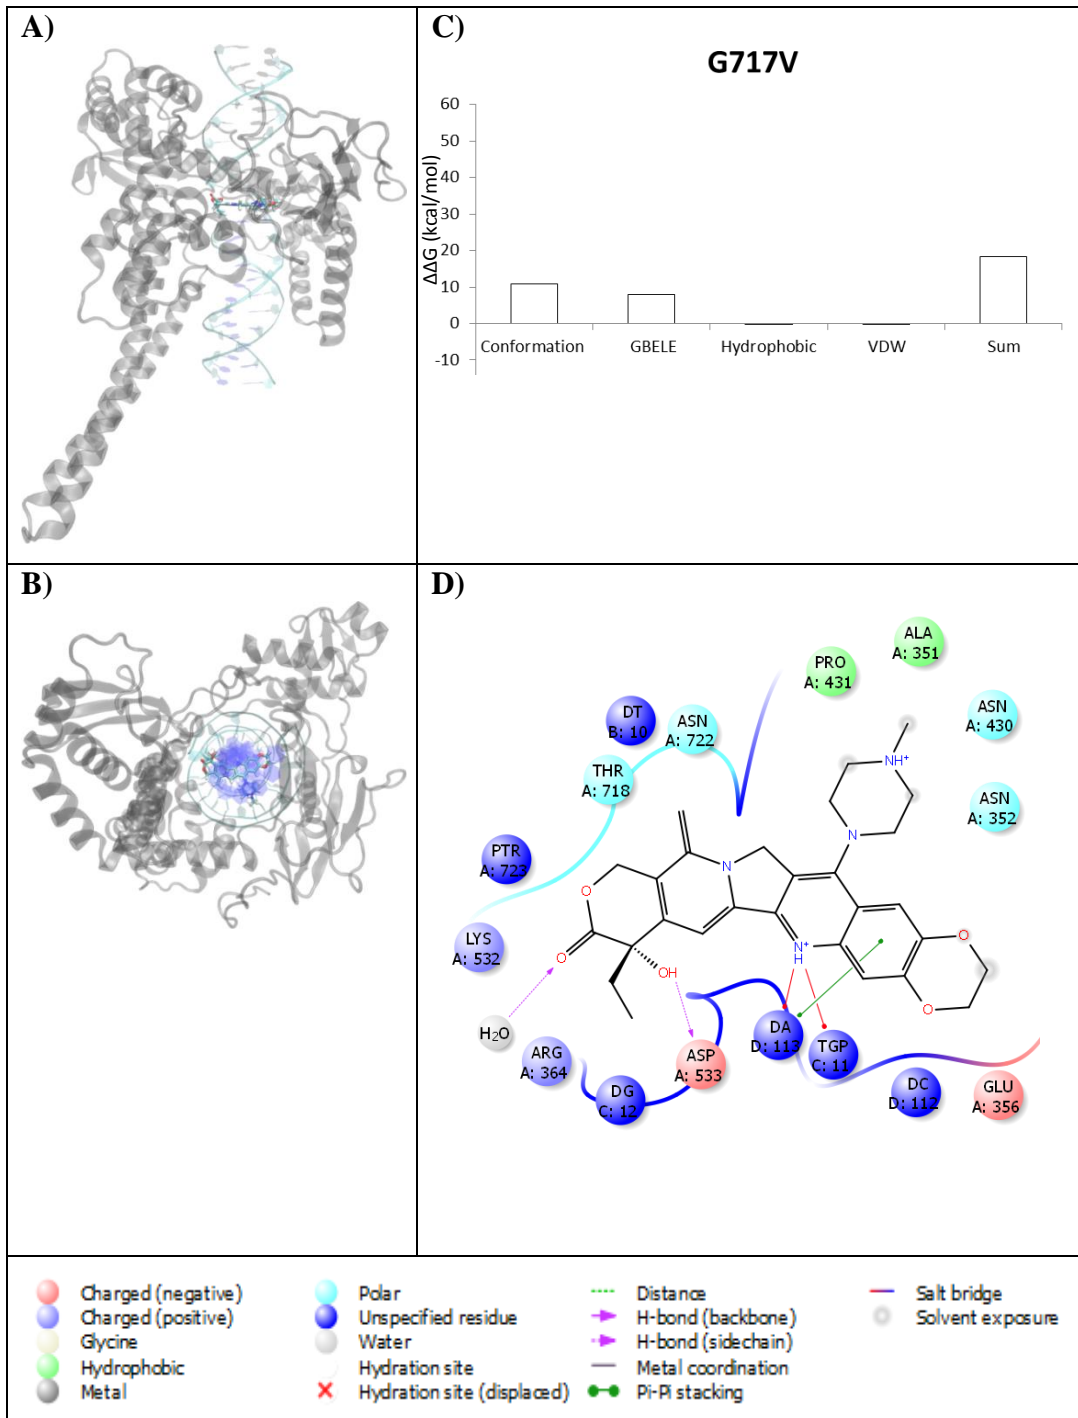 A)
C)
G717V
60
50
40
30
20
10
0
-10
ΔΔG (kcal/mol)
Conformation GBELE Hydrophobic VDW Sum
B)
D)
ALA
A: 351
PRO
A: 431
ASN
A: 430
DT
B: 10
ASN
A: 722
THR
A: 718
NH+
ASN
A: 352
N
PTR
A: 723
N
O
LYS
A: 532
O
O
OH
N+
H
O
O
H2O
ARG
A: 364
ASP
A: 533
DA
D: 113
TGP
C: 11
DG
C: 12
DC
D: 112
GLU
A: 356
Charged (negative)
Charged (positive)
Glycine
Hydrophobic
Metal
Polar
Unspecified residue
Water
Hydration site
Hydration site (displaced)
Distance
H-bond (backbone)
H-bond (sidechain)
Metal coordination
Pi-Pi stacking
Salt bridge
Solvent exposure